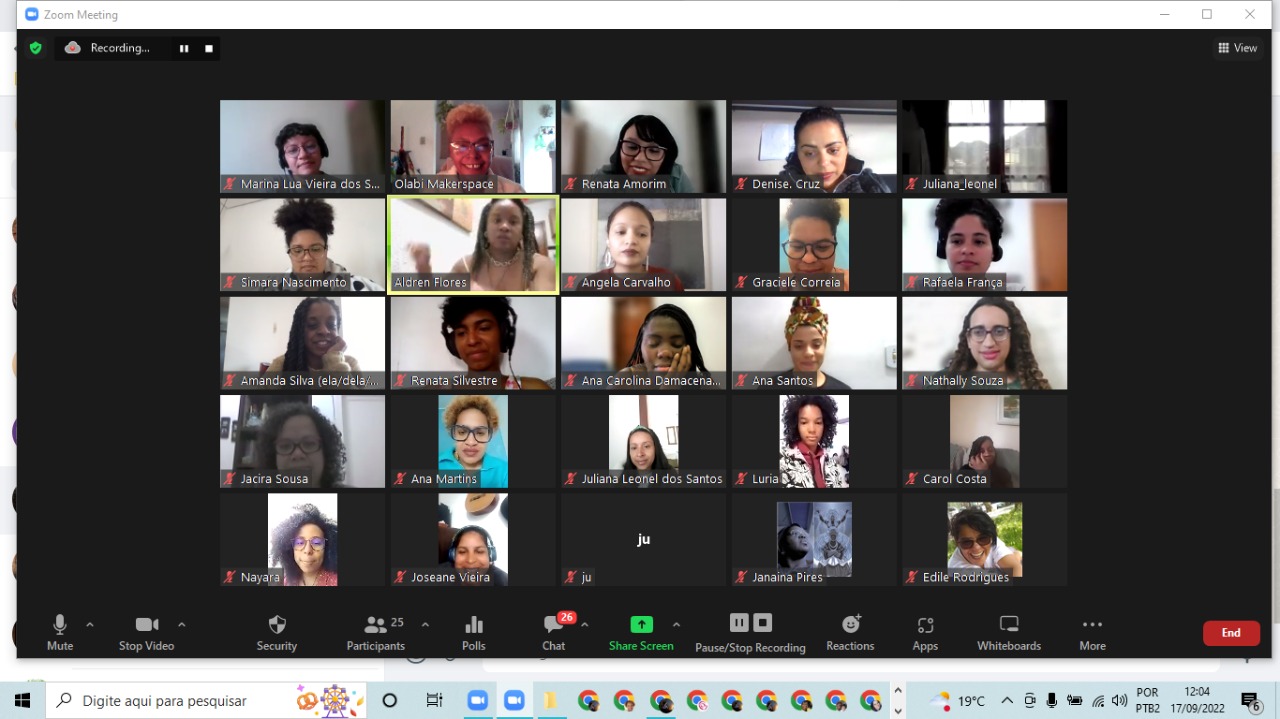 Zoom Meeting
Recording...
View
Marina Lua Vieira dos S...
Olabi Makerspace
Renata Amorim
Denise. Cruz
Juliana_leonel
Simara Nascimento
Aldren Flores
Angela Carvalho
Graciele Correia
Rafaela França
Amanda Silva (ela/dela/...
Renata Silvestre
Ana Carolina Damacena...
Ana Santos
Nathally Souza
Jacira Sousa
Ana Martins
Juliana Leonel dos Santos
Luria
Carol Costa
ju
Nayara
Joseane Vieira
ju
Janaina Pires
Edile Rodrigues
25
26
Mute
Stop Video
Security
Participants
Polls
Chat
Share Screen
Pause/Stop Recording
Reactions
Apps
Whiteboards
More
End
Digite aqui para pesquisar
19°C
POR
PTB2
12:04
17/09/2022
6